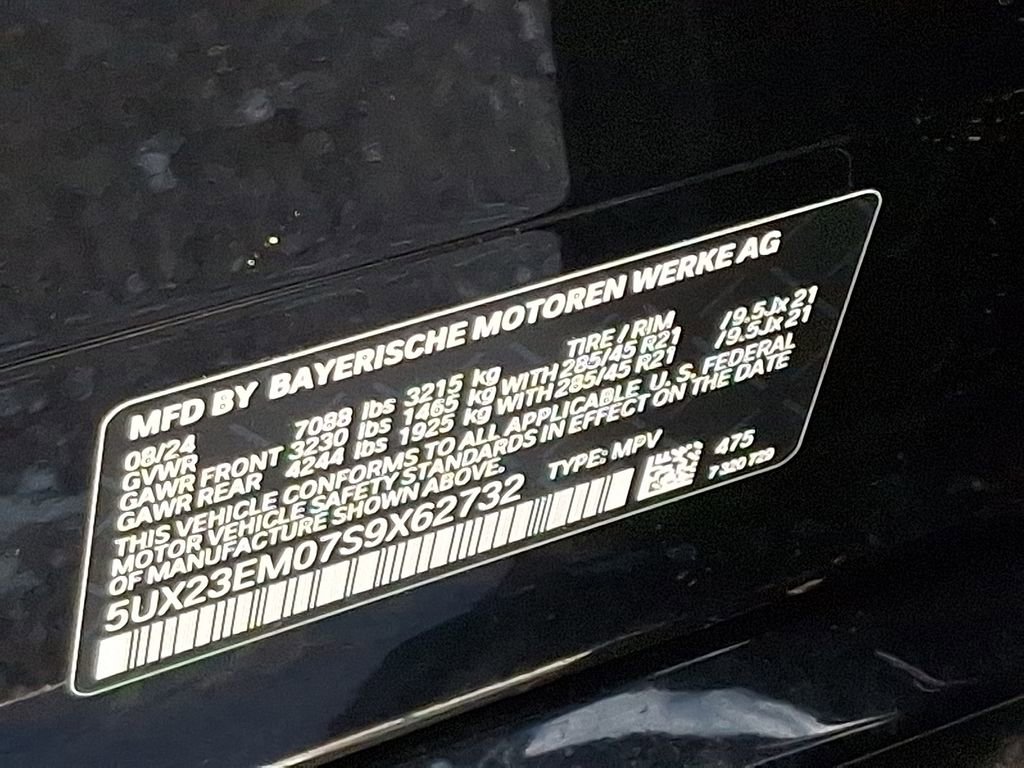 MFD BY BAYERISCHE MOTOREN WERKE AG
08/24 TIRE / RIM
GVWR 7088 lbs 3215 kg
GAWR FRONT 3230 lbs 1465 kg WITH 285/45 R21 /9.5Jx21
GAWR REAR 4244 lbs 1925 kg WITH 285/45 R21 /9.5Jx21
THIS VEHICLE CONFORMS TO ALL APPLICABLE U. S. FEDERAL
MOTOR VEHICLE SAFETY STANDARDS IN EFFECT ON THE DATE
OF MANUFACTURE SHOWN ABOVE.
5UX23EM07S9X62732 TYPE: MPV 475
7 320 729